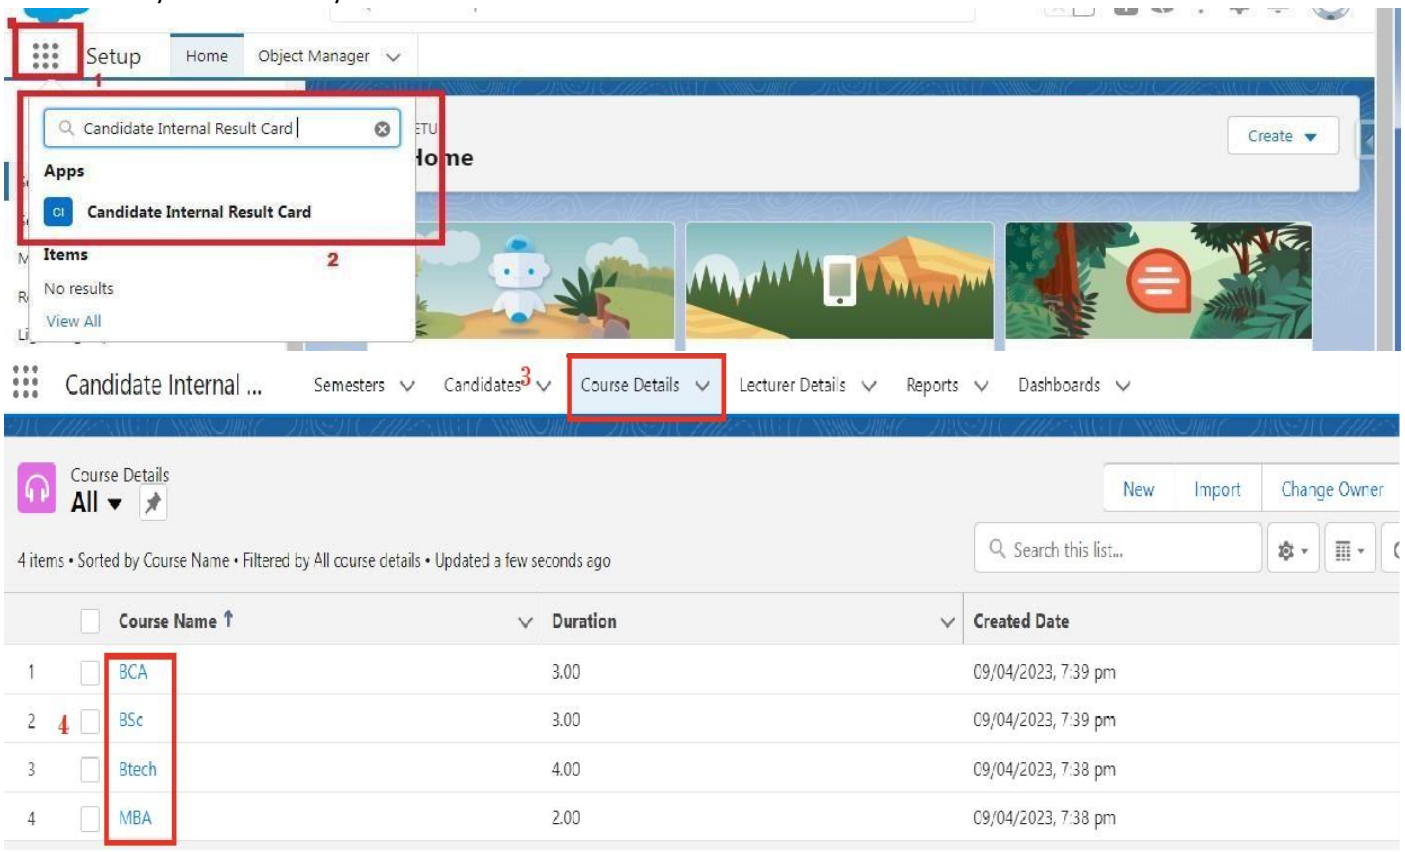 Setup Home Object Manager
1
Candidate Internal Result Card
ETU
Home
Create
Apps
CI Candidate Internal Result Card
Items
2
No results
View All
Candidate Internal ... Semesters Candidates 3 Course Details Lecturer Details Reports Dashboards
Course Details
All
New Import Change Owner
4 items • Sorted by Course Name • Filtered by All course details • Updated a few seconds ago
Search this list...
Course Name ↑ Duration Created Date
1 BCA 3.00 09/04/2023, 7:39 pm
2 4 BSc 3.00 09/04/2023, 7:39 pm
3 Btech 4.00 09/04/2023, 7:38 pm
4 MBA 2.00 09/04/2023, 7:38 pm